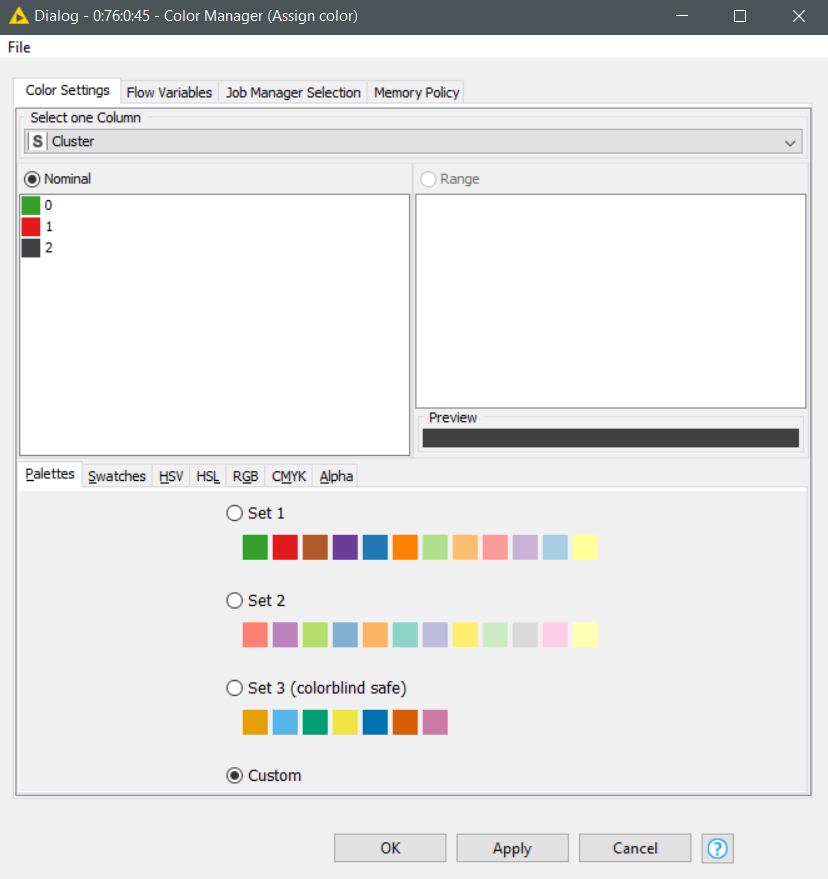 Dialog - 0:76:0:45 - Color Manager (Assign color)
File
Color Settings Flow Variables Job Manager Selection Memory Policy
Select one Column
S Cluster
Nominal
Range
0
1
2
Preview
Palettes Swatches HSV HSL RGB CMYK Alpha
Set 1
Set 2
Set 3 (colorblind safe)
Custom
OK Apply Cancel ?